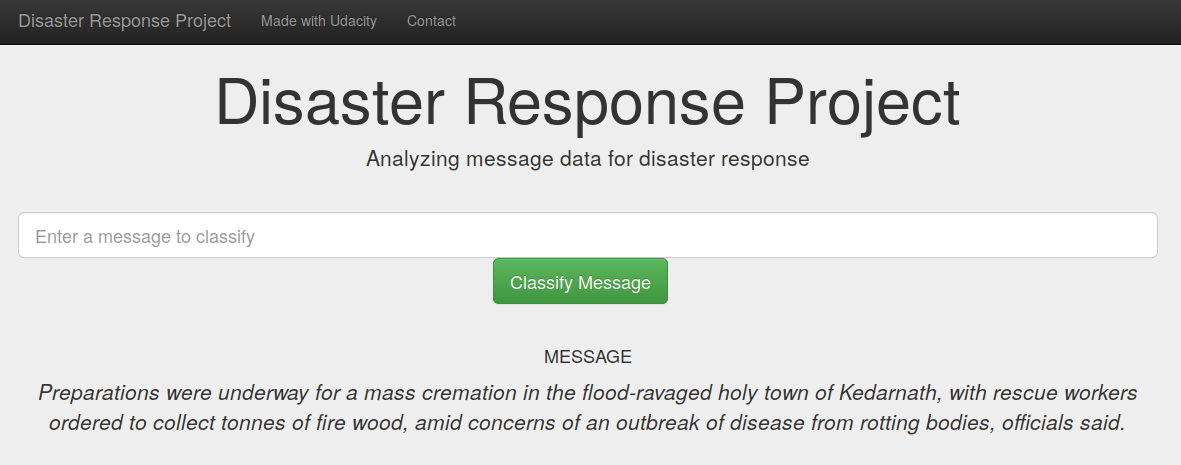 Disaster Response Project Made with Udacity Contact
Disaster Response Project
Analyzing message data for disaster response
Enter a message to classify
Classify Message
MESSAGE
Preparations were underway for a mass cremation in the flood-ravaged holy town of Kedarnath, with rescue workers
ordered to collect tonnes of fire wood, amid concerns of an outbreak of disease from rotting bodies, officials said.